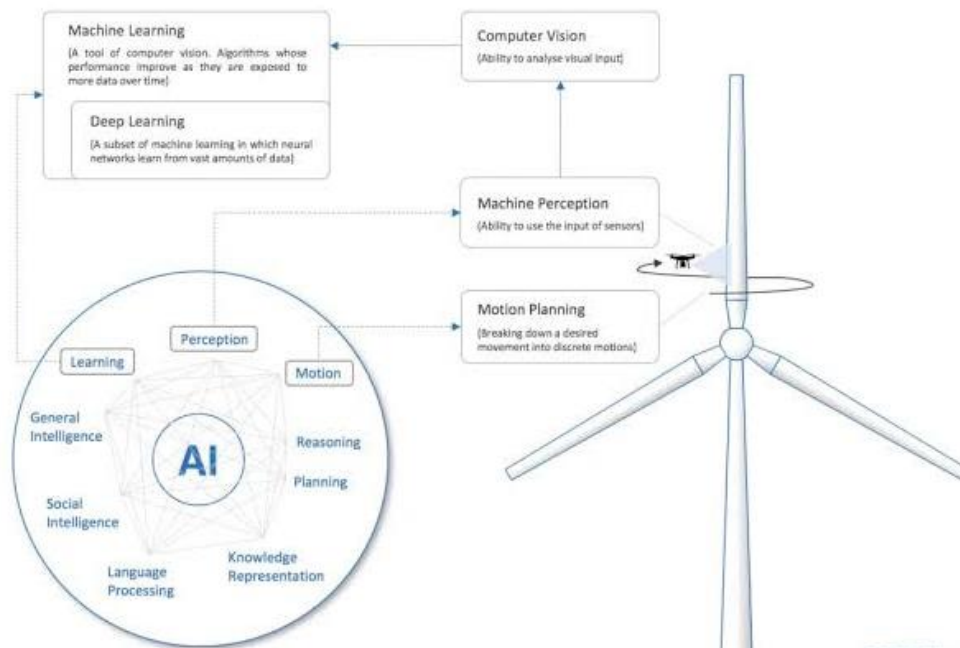 Machine Learning
(A tool of computer vision. Algorithms whose
performance improve as they are exposed to
more data over time)
Deep Learning
(A subset of machine learning in which neural
networks learn from vast amounts of data)
Computer Vision
(Ability to analyse visual input)
Machine Perception
(Ability to use the input of sensors)
Motion Planning
(Breaking down a desired
movement into discrete motions)
Perception
Learning
Motion
General
Intelligence
AI
Reasoning
Planning
Social
Intelligence
Language
Processing
Knowledge
Representation